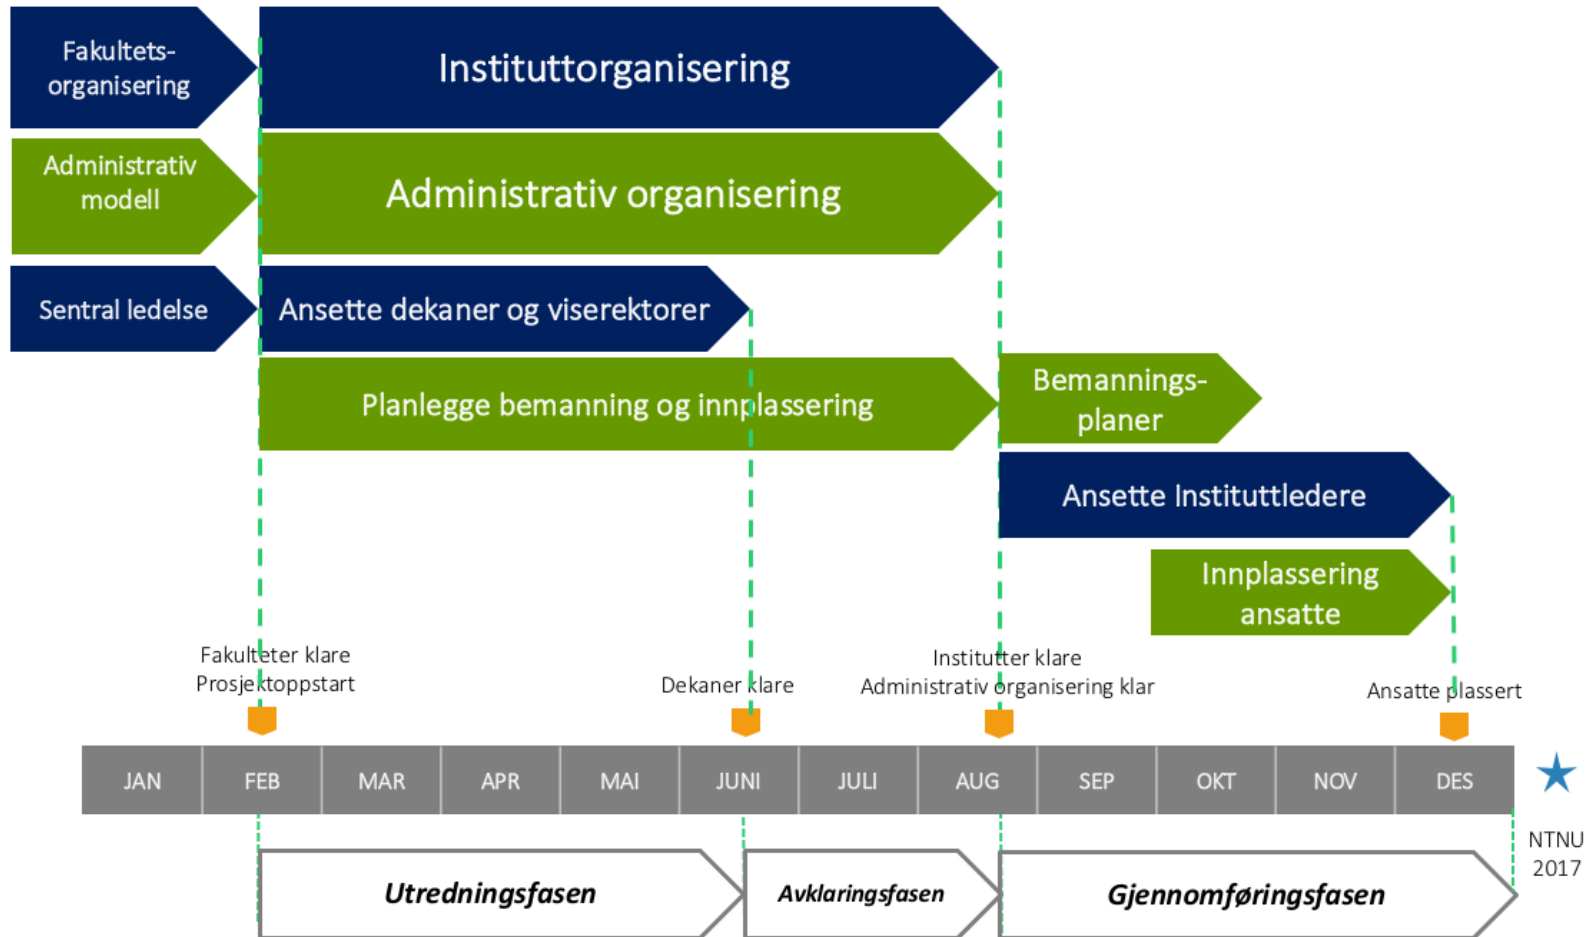 Fakultets-
organisering
Instituttorganisering
Administrativ
modell
Administrativ organisering
Sentral ledelse
Ansette dekaner og viserektorer
Planlegge bemanning og innplassering
Bemannings-
planer
Ansette Instituttledere
Innplassering
ansatte
Fakulteter klare
Prosjektoppstart
Dekaner klare
Institutter klare
Administrativ organisering klar
Ansatte plassert
JAN
FEB
MAR
APR
MAI
JUNI
JULI
AUG
SEP
OKT
NOV
DES
NTNU
2017
Utredningsfasen
Avklaringsfasen
Gjennomføringsfasen